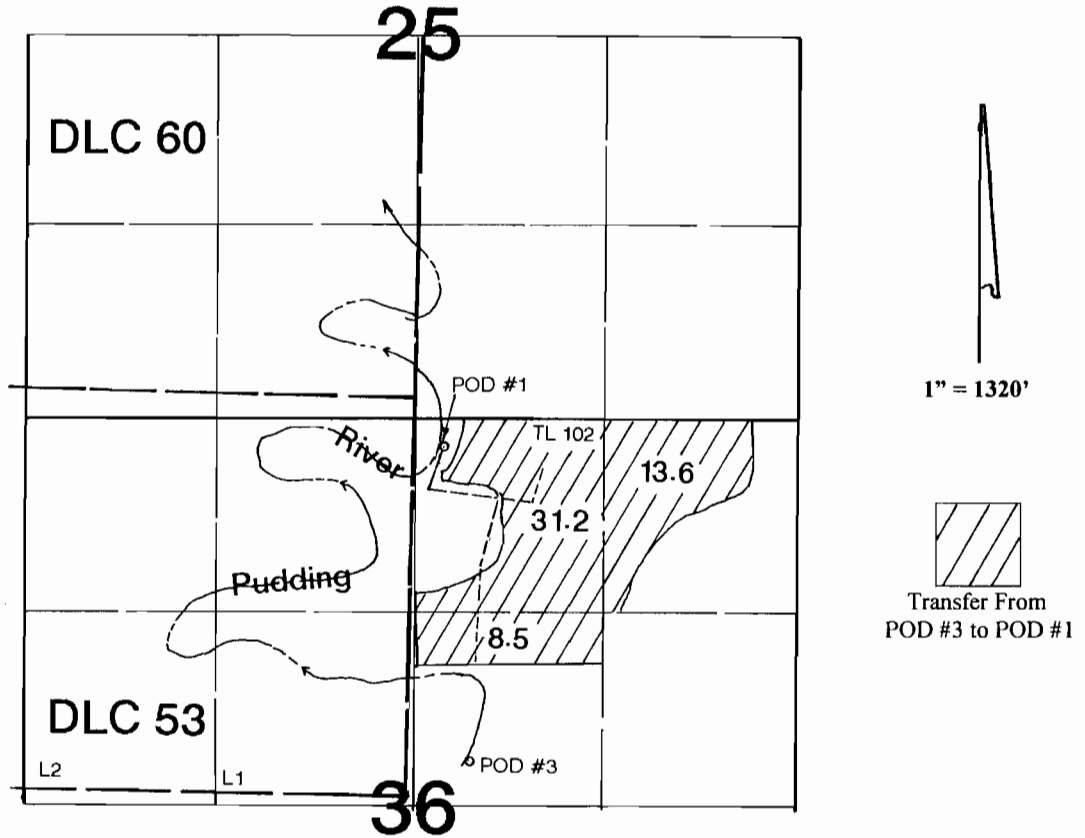 25
DLC 60
POD #1
1” = 1320’
River
TL 102
13.6
31.2
Pudding
Transfer From
POD #3 to POD #1
8.5
DLC 53
L2
L1
POD #3
36